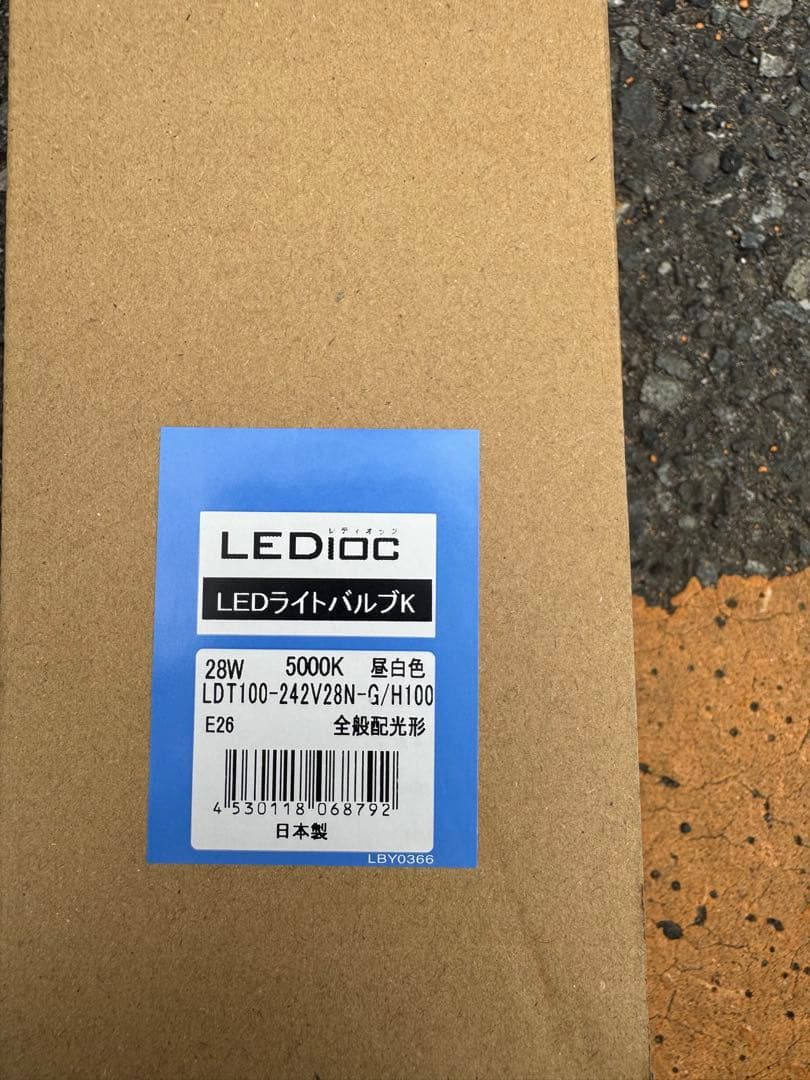 レディオック
LEDioc
LEDライトバルブK
28W 5000K 昼白色
LDT100-242V28N-G/H100
E26 全般配光形
4 530118 068792
日本製
LBY0366